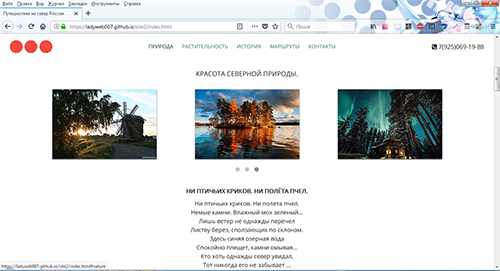 Файл Правка Вид Журнал Закладки Инструменты Справка
Путешествие на север России
https://ladyweb007.github.io/site2/index.html
Поиск
ПРИРОДА РАСТИТЕЛЬНОСТЬ ИСТОРИЯ МАРШРУТЫ КОНТАКТЫ
7(925)069-19-88
КРАСОТА СЕВЕРНОЙ ПРИРОДЫ.
НИ ПТИЧЬИХ КРИКОВ. НИ ПОЛЁТА ПЧЕЛ.
Ни птичьих криков. Ни полета пчел.
Немые камни. Влажный мох зеленый...
Лишь ветер не однажды перечел
Листву берез, сползающих по склонам.
Здесь синяя озерная вода
Спокойно плещет, камни омывая...
Кто хоть однажды север увидал,
Тот никогда его не забывает ...
https://ladyweb007.github.io/site2/index.html#nature